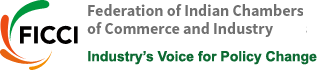 FICCI
Federation of Indian Chambers
of Commerce and Industry
Industry's Voice for Policy Change